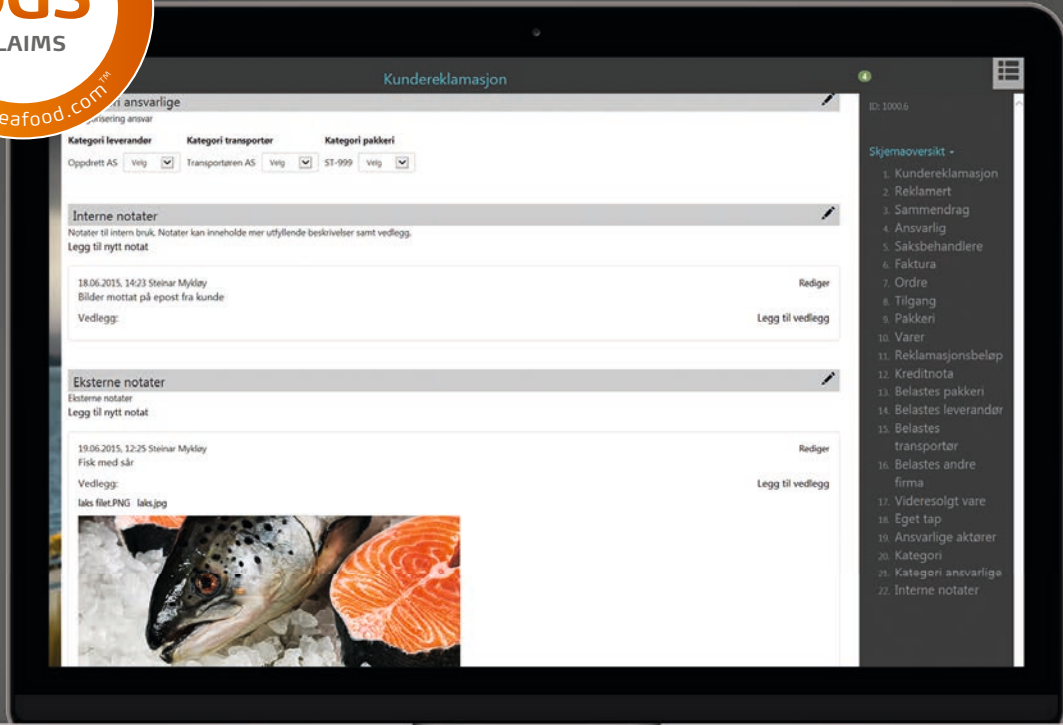 OGS
LAIMS
eafood.com™
Kundereklamasjon
4
ri ansvarlige
risering ansvar
Kategori leverandør Kategori transportør Kategori pakkeri
Oppdrett AS Velg Transportøren AS Velg ST-999 Velg
Interne notater
Notater til intern bruk. Notater kan inneholde mer utfyllende beskrivelser samt vedlegg.
Legg til nytt notat
18.06.2015, 14:23 Steinar Mykløy
Rediger
Bilder mottat på epost fra kunde
Vedlegg:
Legg til vedlegg
Eksterne notater
Eksterne notater
Legg til nytt notat
19.06.2015, 12:25 Steinar Mykløy
Rediger
Fisk med sår
Vedlegg:
Legg til vedlegg
laks filet.PNG laks.jpg
ID: 1000.6
Skjemaoversikt
1. Kundereklamasjon
2. Reklamert
3. Sammendrag
4. Ansvarlig
5. Saksbehandlere
6. Faktura
7. Ordre
8. Tilgang
9. Pakkeri
10. Varer
11. Reklamasjonsbeløp
12. Kreditnota
13. Belastes pakkeri
14. Belastes leverandør
15. Belastes
transportør
16. Belastes andre
firma
17. Videresolgt vare
18. Eget tap
19. Ansvarlige aktører
20. Kategori
21. Kategori ansvarlige
22. Interne notater